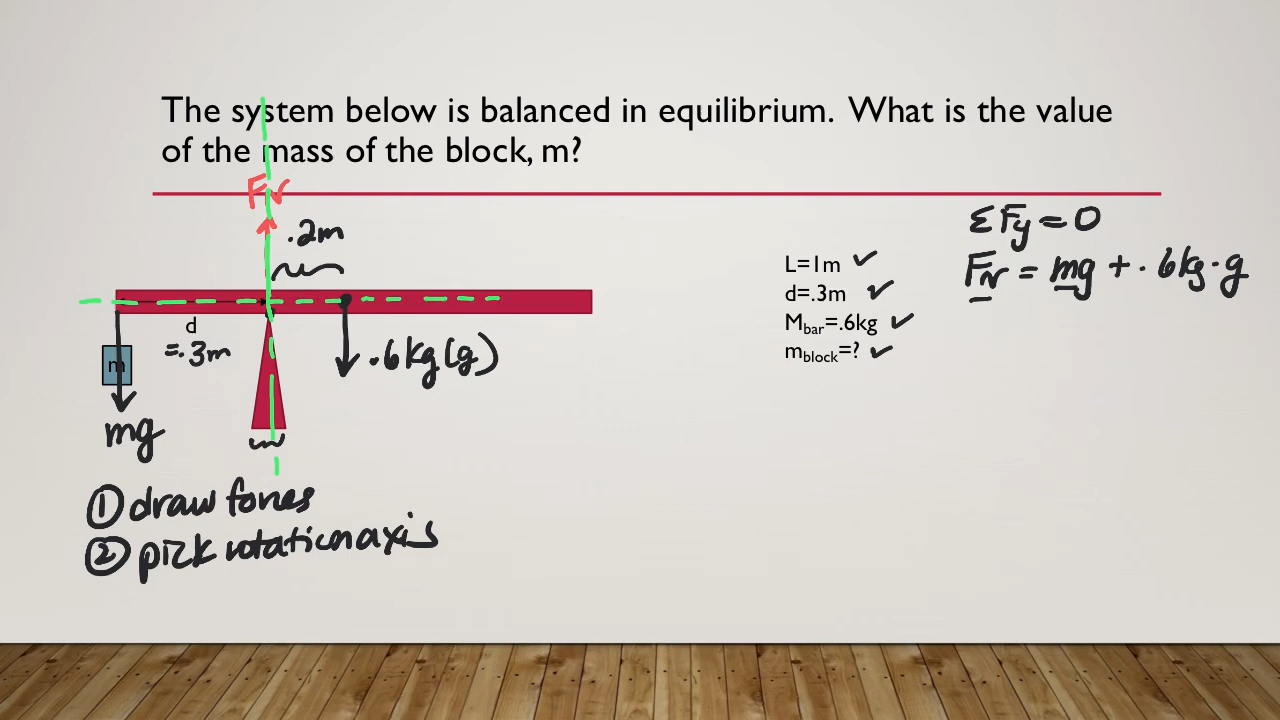 The system below is balanced in equilibrium. What is the value
of the mass of the block, m?
FN
.2m
L=1m
d=.3m
Mbar=.6kg
mblock=?
ΣFy=0
FN = mg + .6kg·g
d
=.3m
m
.6kg(g)
mg
① draw forces
② pick rotation axis